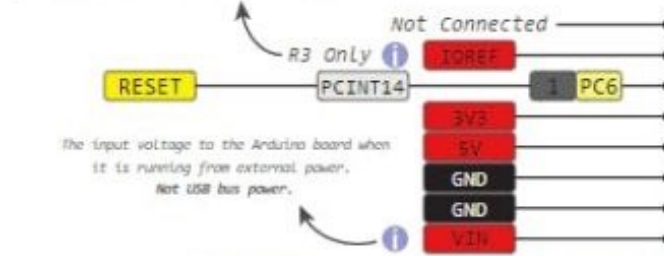 Not Connected
R3 Only i IOREF
RESET PCINT14 1 PC6
3V3
The input voltage to the Arduino board when
5V
it is running from external power.
GND
Not USB bus power.
GND
i VIN